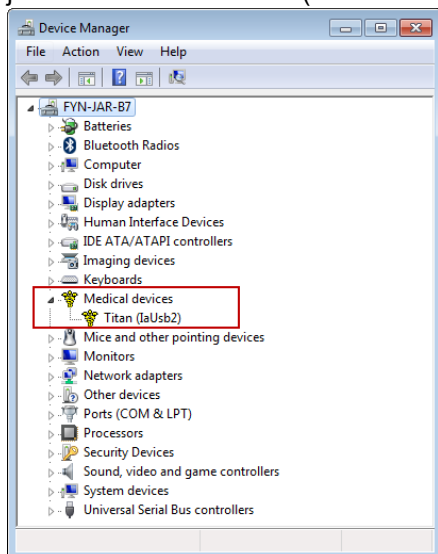 Device Manager
File Action View Help
FYN-JAR-B7
Batteries
Bluetooth Radios
Computer
Disk drives
Display adapters
Human Interface Devices
IDE ATA/ATAPI controllers
Imaging devices
Keyboards
Medical devices
Titan (IaUsb2)
Mice and other pointing devices
Monitors
Network adapters
Other devices
Ports (COM & LPT)
Processors
Security Devices
Sound, video and game controllers
System devices
Universal Serial Bus controllers